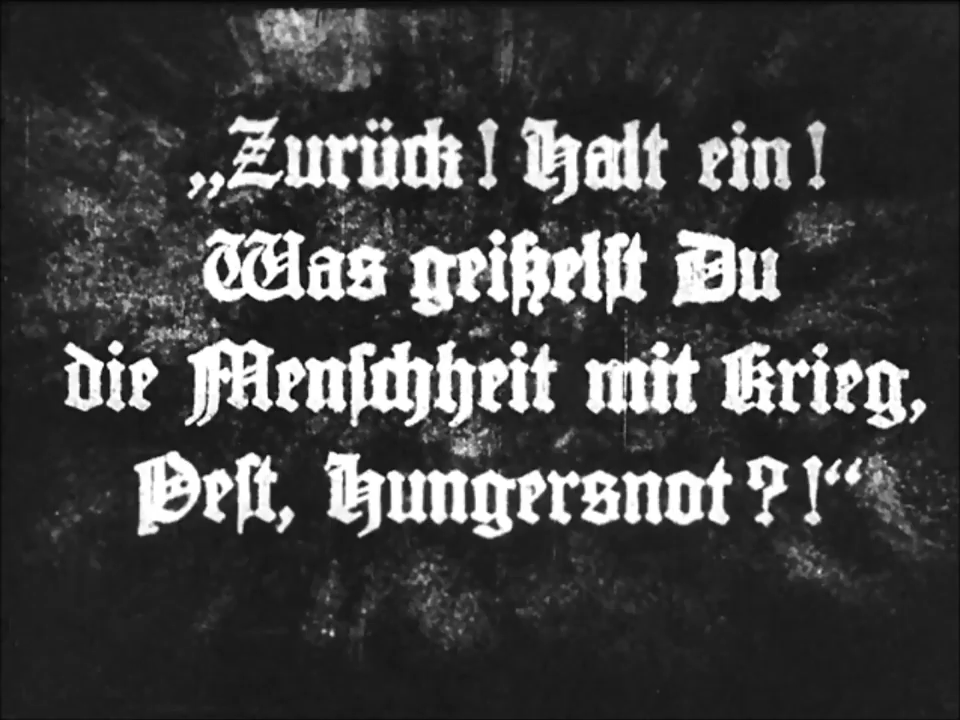 „Zurück! Halt ein!
Was geißelst Du
die Menschheit mit Krieg,
Pest, Hungersnot?!“